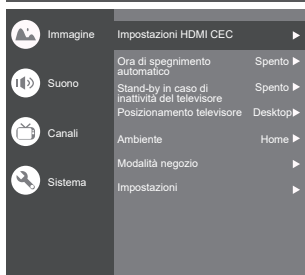 Immagine
Suono
Canali
Sistema
Impostazioni HDMI CEC
Ora di spegnimento
automatico
Spento
Stand-by in caso di
inattività del televisore
Spento
Posizionamento televisore
Desktop
Ambiente
Home
Modalità negozio
Impostazioni